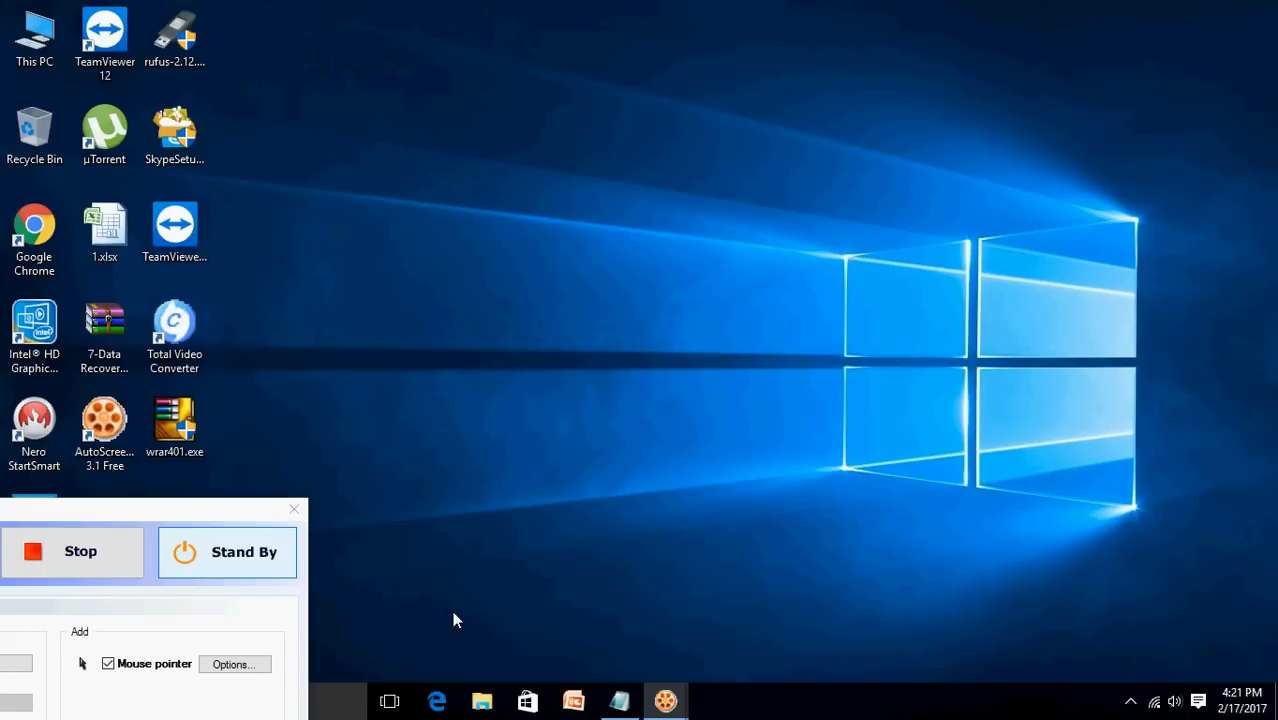 This PC
TeamViewer
12
rufus-2.12....
Recycle Bin
µTorrent
SkypeSetu...
Google
Chrome
1.xlsx
TeamViewe...
Intel® HD
Graphic...
7-Data
Recover...
Total Video
Converter
Nero
StartSmart
AutoScree...
3.1 Free
wrar401.exe
Stop
Stand By
Add
Mouse pointer
Options...
4:21 PM
2/17/2017